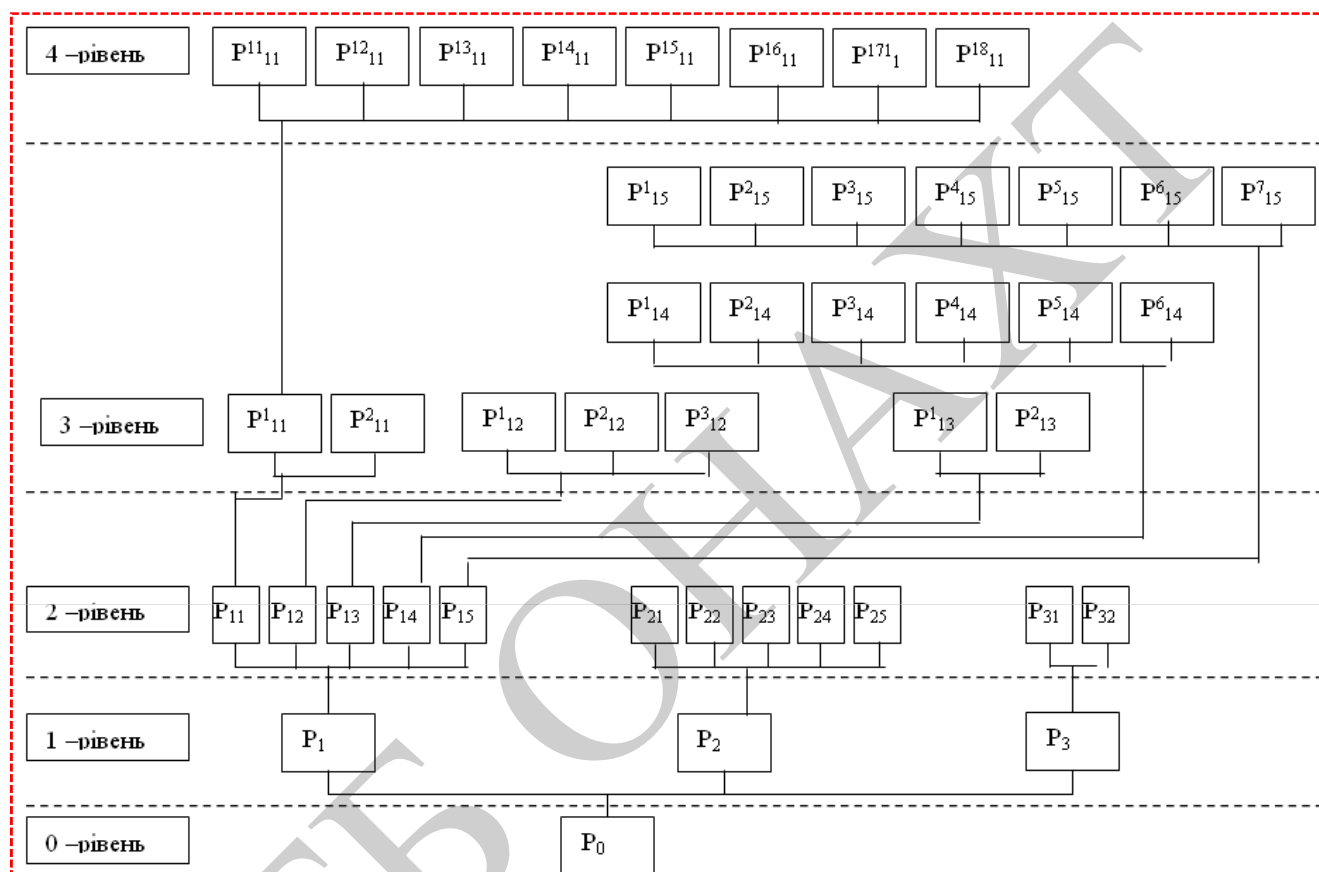 4 –рівень P¹¹₁₁ P¹²₁₁ P¹³₁₁ P¹⁴₁₁ P¹⁵₁₁ P¹⁶₁₁ P¹⁷¹₁ P¹⁸₁₁
P¹₁₅ P²₁₅ P³₁₅ P⁴₁₅ P⁵₁₅ P⁶₁₅ P⁷₁₅
P¹₁₄ P²₁₄ P³₁₄ P⁴₁₄ P⁵₁₄ P⁶₁₄
3 –рівень P¹₁₁ P²₁₁ P¹₁₂ P²₁₂ P³₁₂ P¹₁₃ P²₁₃
2 –рівень P₁₁ P₁₂ P₁₃ P₁₄ P₁₅ P₂₁ P₂₂ P₂₃ P₂₄ P₂₅ P₃₁ P₃₂
1 –рівень P₁ P₂ P₃
0 –рівень P₀
ОНАХТ